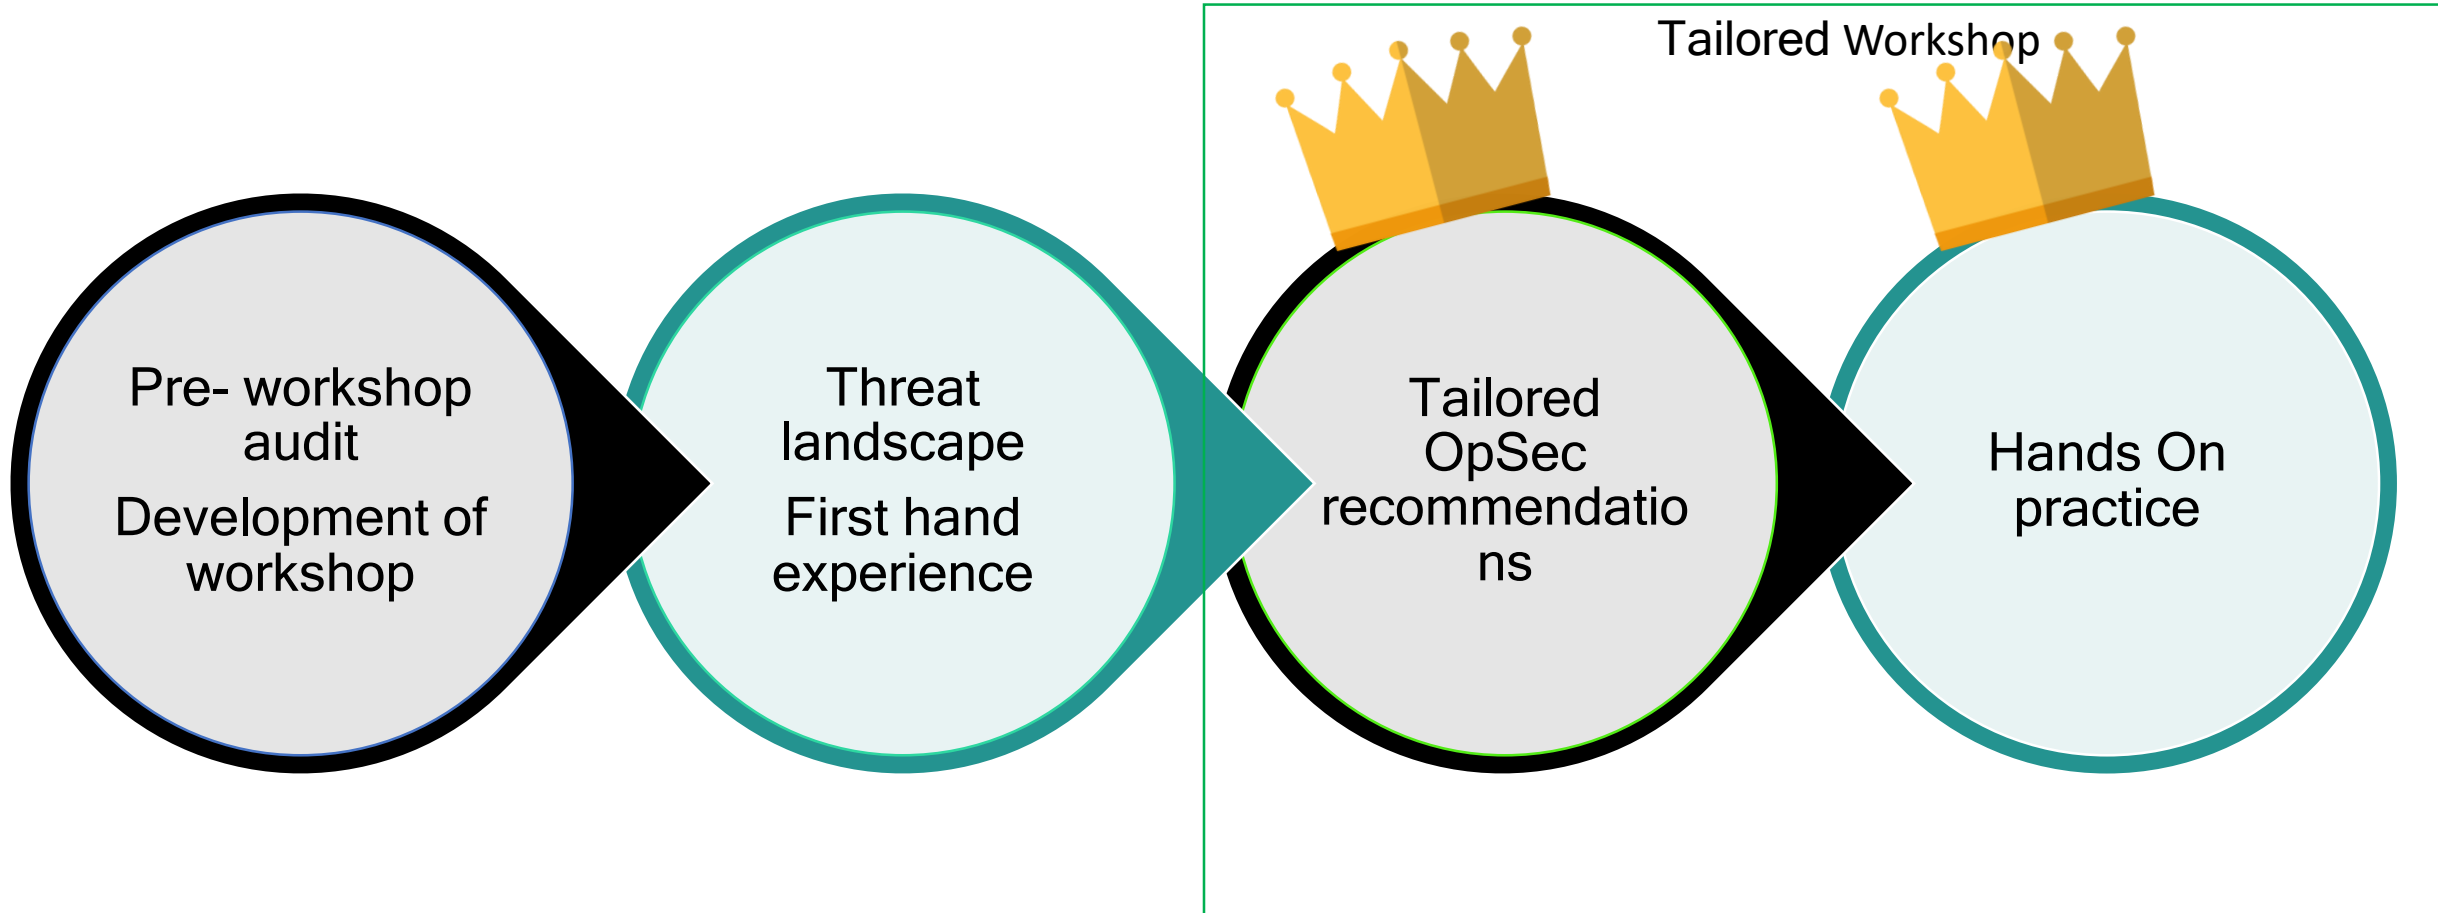 Tailored Workshop
Pre- workshop
audit
Development of
workshop
Threat
landscape
First hand
experience
Tailored
OpSec
recommendatio
ns
Hands On
practice